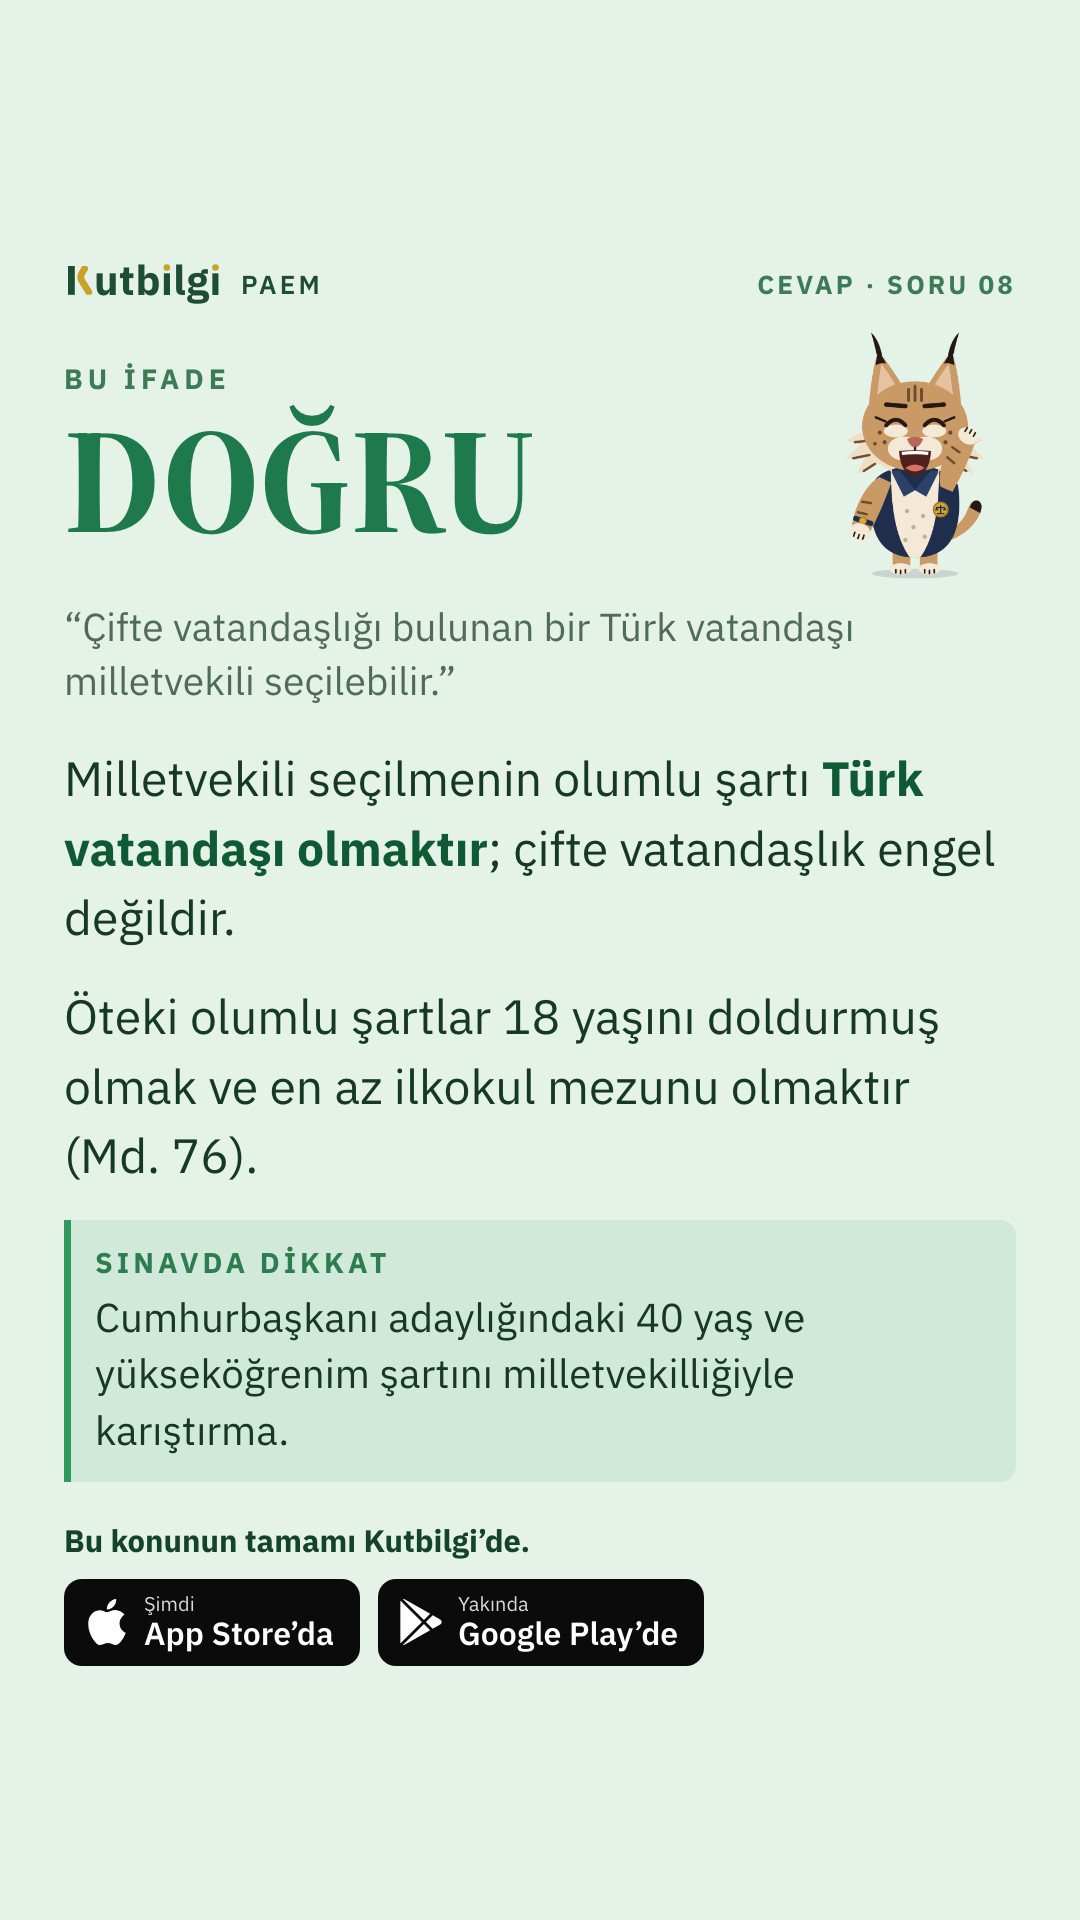 Kutbilgi PAEM
CEVAP · SORU 08
BU İFADE
DOĞRU
“Çifte vatandaşlığı bulunan bir Türk vatandaşı
milletvekili seçilebilir.”
Milletvekili seçilmenin olumlu şartı Türk
vatandaşı olmaktır; çifte vatandaşlık engel
değildir.
Öteki olumlu şartlar 18 yaşını doldurmuş
olmak ve en az ilkokul mezunu olmaktır
(Md. 76).
SINAVDA DİKKAT
Cumhurbaşkanı adaylığındaki 40 yaş ve
yükseköğrenim şartını milletvekilliğiyle
karıştırma.
Bu konunun tamamı Kutbilgi’de.
Şimdi
App Store’da
Yakında
Google Play’de